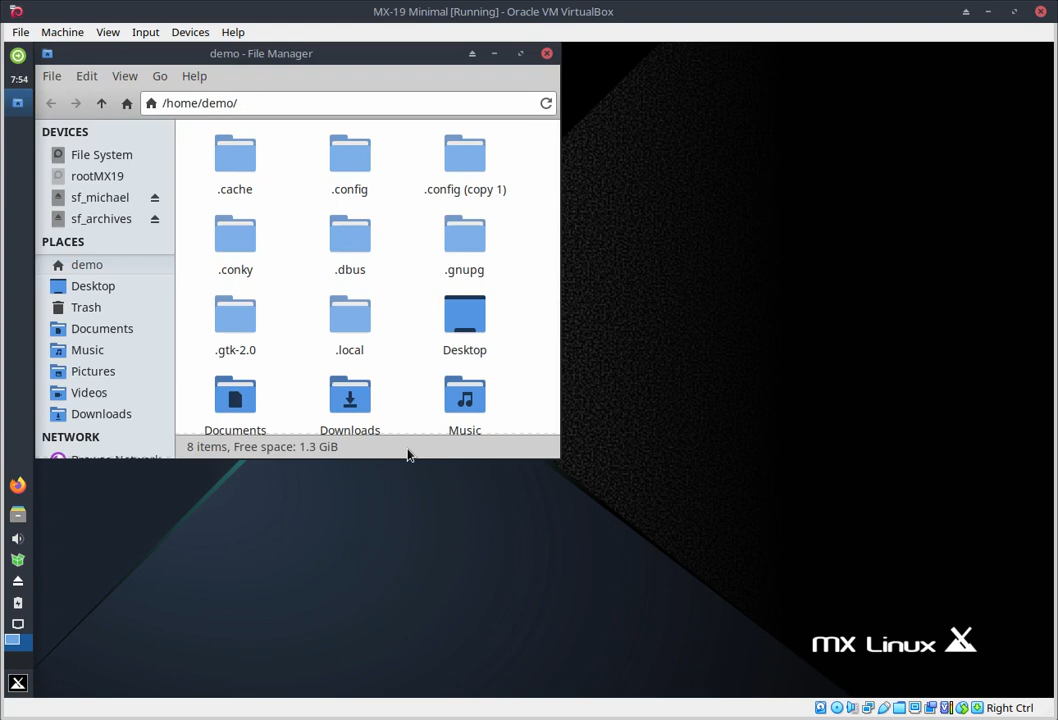 MX-19 Minimal [Running] - Oracle VM VirtualBox
File Machine View Input Devices Help
7:54
demo - File Manager
File Edit View Go Help
/home/demo/
DEVICES
File System
rootMX19
sf_michael
sf_archives
PLACES
demo
Desktop
Trash
Documents
Music
Pictures
Videos
Downloads
NETWORK
Browse Network
.cache .config .config (copy 1)
.conky .dbus .gnupg
.gtk-2.0 .local Desktop
Documents Downloads Music
8 items, Free space: 1.3 GiB
MX Linux
Right Ctrl